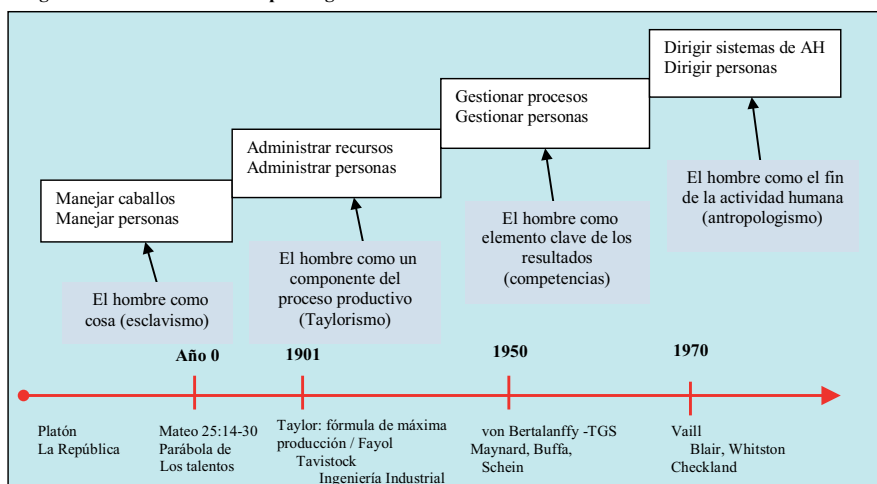 Dirigir sistemas de AH
Dirigir personas
Gestionar procesos
Gestionar personas
Administrar recursos
Administrar personas
Manejar caballos
Manejar personas
El hombre como el fin
de la actividad humana
(antropologismo)
El hombre como
elemento clave de los
resultados
(competencias)
El hombre como un
componente del
proceso productivo
(Taylorismo)
El hombre como
cosa (esclavismo)
Año 0
1901
1950
1970
Platón
La República
Mateo 25:14-30
Parábola de
Los talentos
Taylor: fórmula de máxima
producción / Fayol
Tavistock
Ingeniería Industrial
von Bertalanffy -TGS
Maynard, Buffa,
Schein
Vaill
Blair, Whitston
Checkland